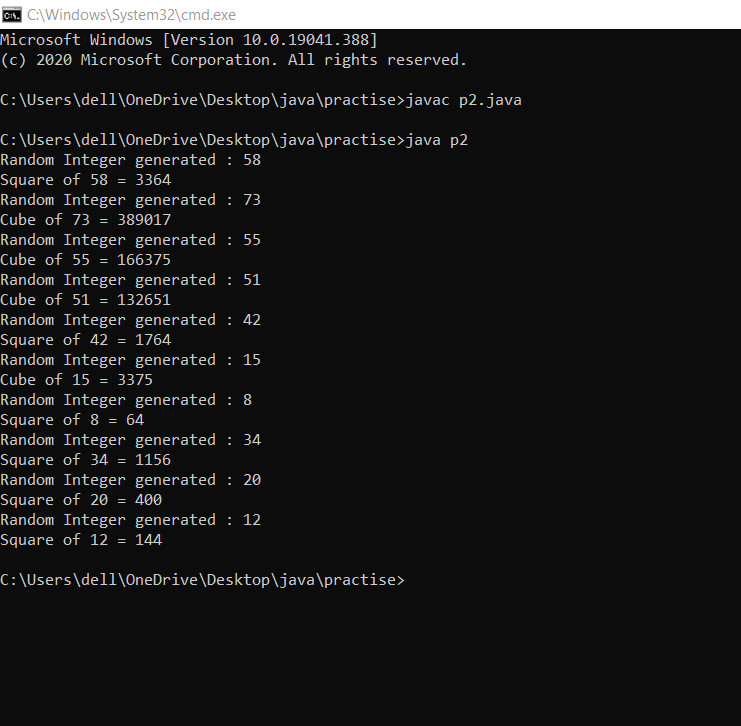 C:\Windows\System32\cmd.exe
Microsoft Windows [Version 10.0.19041.388]
(c) 2020 Microsoft Corporation. All rights reserved.
C:\Users\dell\OneDrive\Desktop\java\practise>javac p2.java
C:\Users\dell\OneDrive\Desktop\java\practise>java p2
Random Integer generated : 58
Square of 58 = 3364
Random Integer generated : 73
Cube of 73 = 389017
Random Integer generated : 55
Cube of 55 = 166375
Random Integer generated : 51
Cube of 51 = 132651
Random Integer generated : 42
Square of 42 = 1764
Random Integer generated : 15
Cube of 15 = 3375
Random Integer generated : 8
Square of 8 = 64
Random Integer generated : 34
Square of 34 = 1156
Random Integer generated : 20
Square of 20 = 400
Random Integer generated : 12
Square of 12 = 144
C:\Users\dell\OneDrive\Desktop\java\practise>